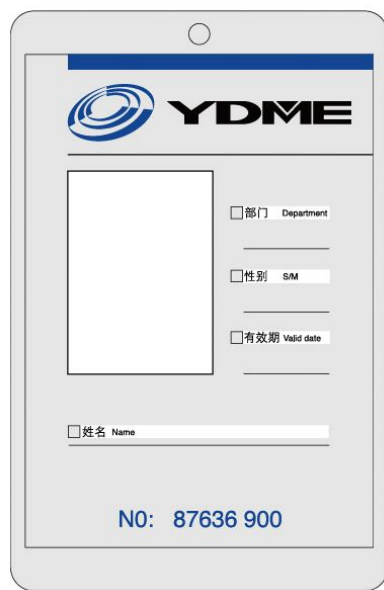 YDME
部门 Department
性别 S/M
有效期 Valid date
姓名 Name
N0: 87636 900